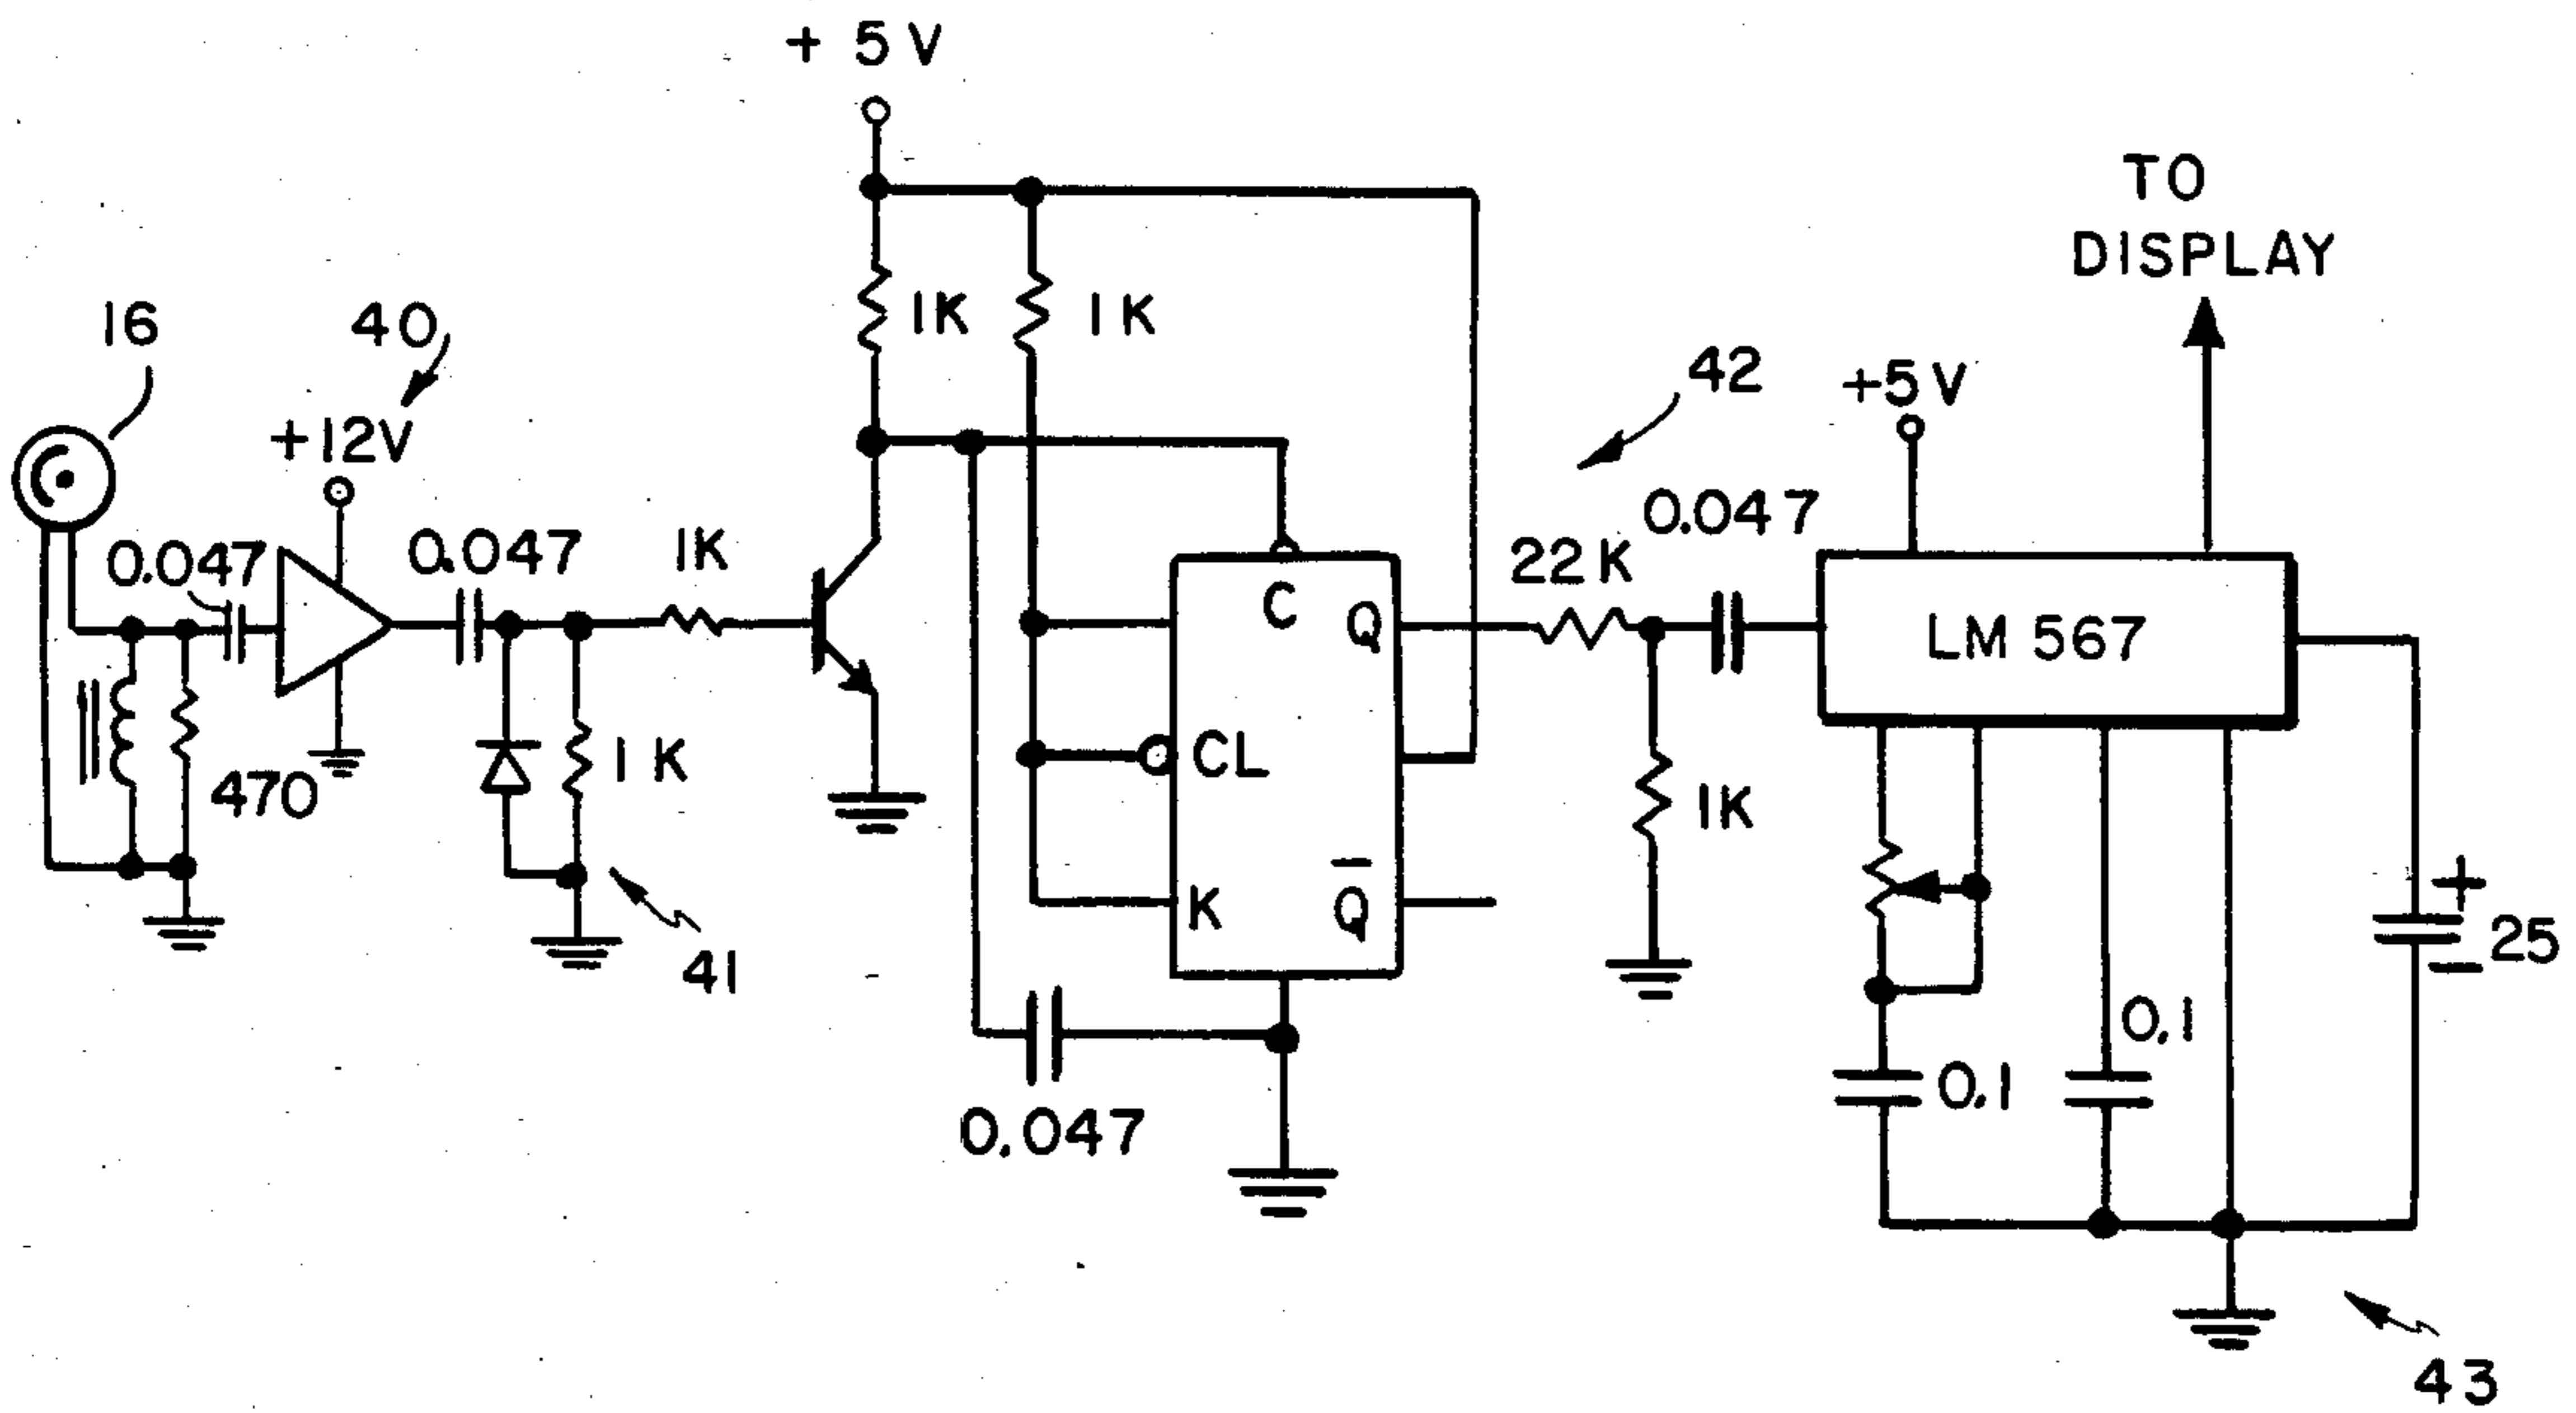 + 5 V
TO
DISPLAY
16
40
1K
1K
42
+5 V
+12V
0.047
0.047
1K
22 K
0.047
C
Q
LM 567
CL
470
1 K
1K
K
Q̅
41
+
25
−
0.1
0.1
0.047
43